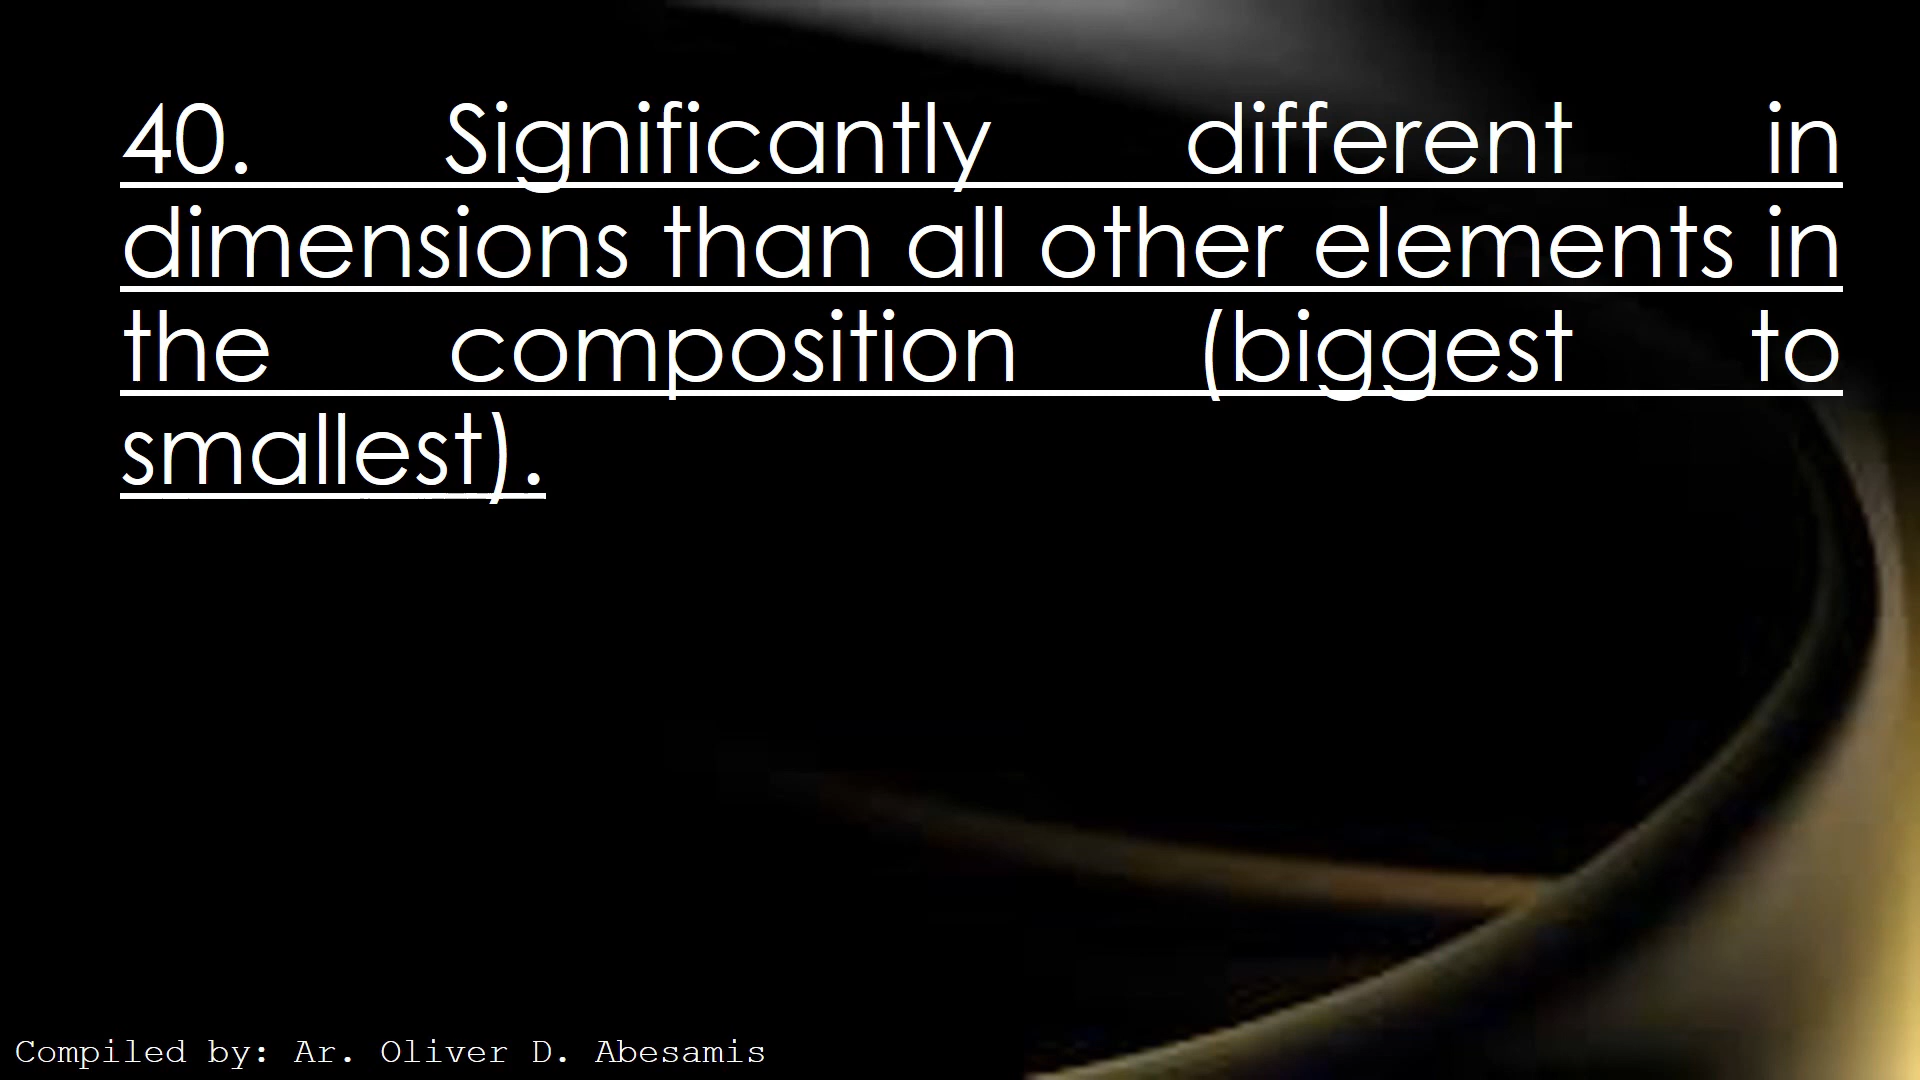 40. Significantly different in
dimensions than all other elements in
the composition (biggest to
smallest).
Compiled by: Ar. Oliver D. Abesamis